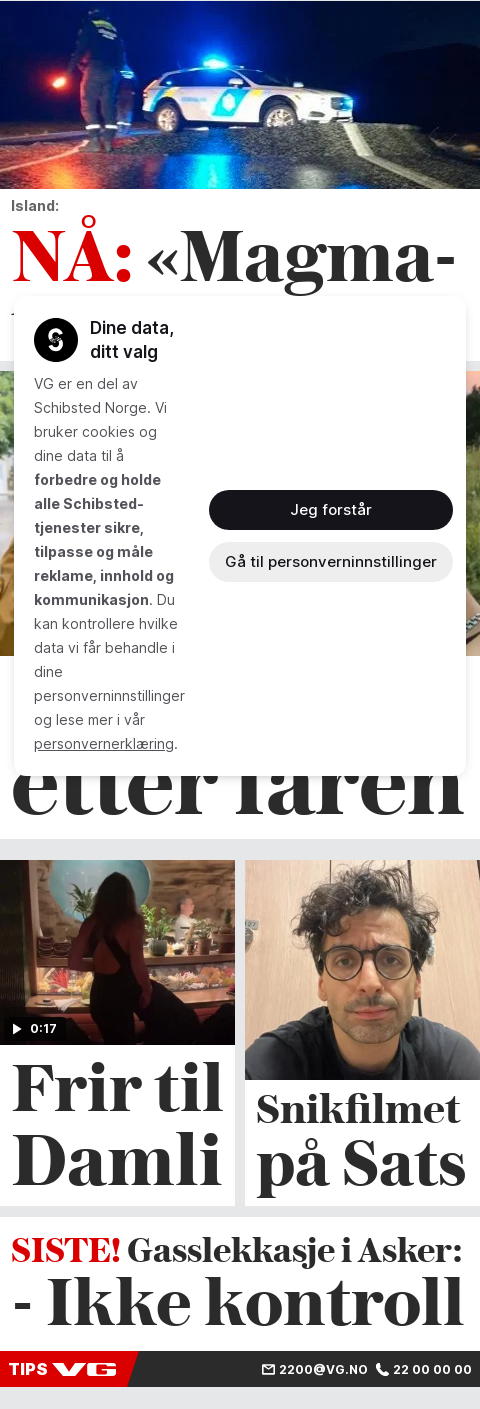 Island:
NÅ: «Magma-
Dine data,
ditt valg
VG er en del av
Schibsted Norge. Vi
bruker cookies og
dine data til å
forbedre og holde
alle Schibsted-
tjenester sikre,
tilpasse og måle
reklame, innhold og
kommunikasjon. Du
kan kontrollere hvilke
data vi får behandle i
dine
personverninnstillinger
og lese mer i vår
personvernerklæring.
Jeg forstår
Gå til personverninnstillinger
etter faren
0:17
Frir til
Damli
Snikfilmet
på Sats
SISTE! Gasslekkasje i Asker:
- Ikke kontroll
TIPS VG
2200@VG.NO
22 00 00 00